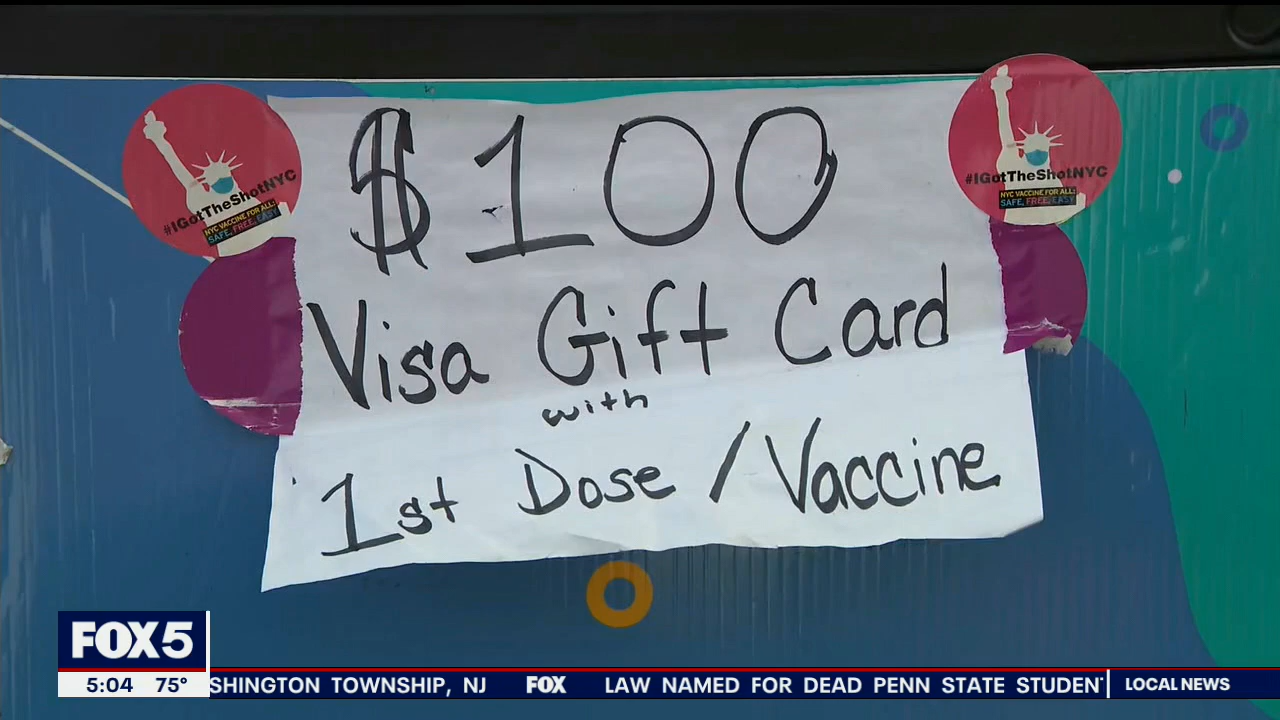 $100
Visa Gift Card
with
1st Dose / Vaccine
#IGotTheShotNYC
NYC VACCINE FOR ALL:
SAFE, FREE, EASY
#IGotTheShotNYC
NYC VACCINE FOR ALL:
SAFE, FREE, EASY
FOX 5
5:04 75°
SHINGTON TOWNSHIP, NJ FOX LAW NAMED FOR DEAD PENN STATE STUDEN
LOCAL NEWS